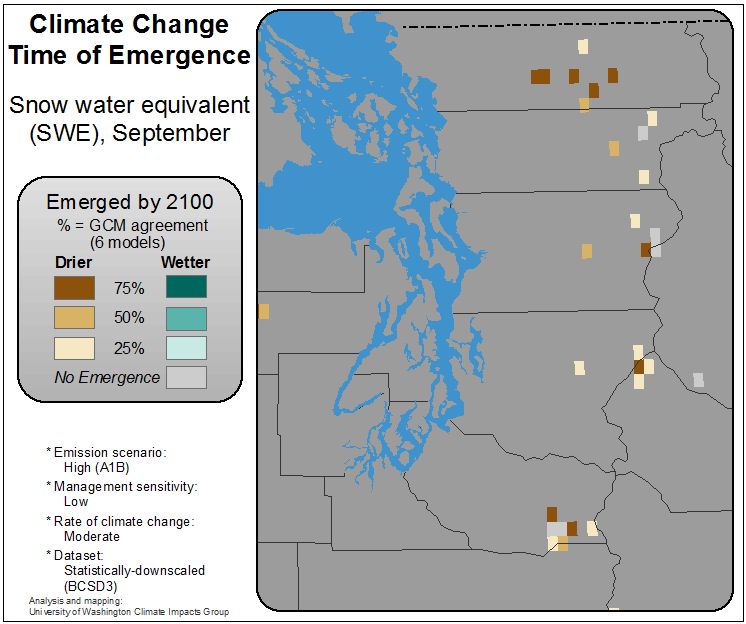 Climate Change
Time of Emergence
Snow water equivalent
(SWE), September
Emerged by 2100
% = GCM agreement
(6 models)
Drier Wetter
75%
50%
25%
No Emergence
* Emission scenario:
High (A1B)
* Management sensitivity:
Low
* Rate of climate change:
Moderate
* Dataset:
Statistically-downscaled
(BCSD3)
Analysis and mapping:
University of Washington Climate Impacts Group